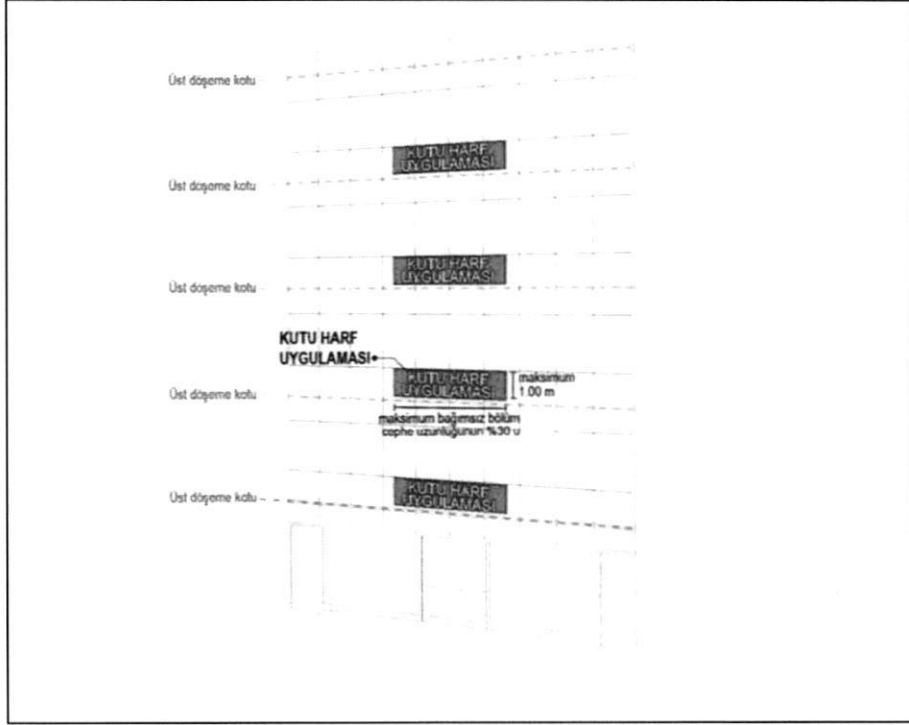 Üst döşeme kotu
KUTU HARF
UYGULAMASI
Üst döşeme kotu
KUTU HARF
UYGULAMASI
Üst döşeme kotu
KUTU HARF
UYGULAMASI
KUTU HARF
UYGULAMASI
maksimum
1.00 m
Üst döşeme kotu
maksimum bağımsız bölüm
cephe uzunluğunun %30 u
KUTU HARF
UYGULAMASI
Üst döşeme kotu